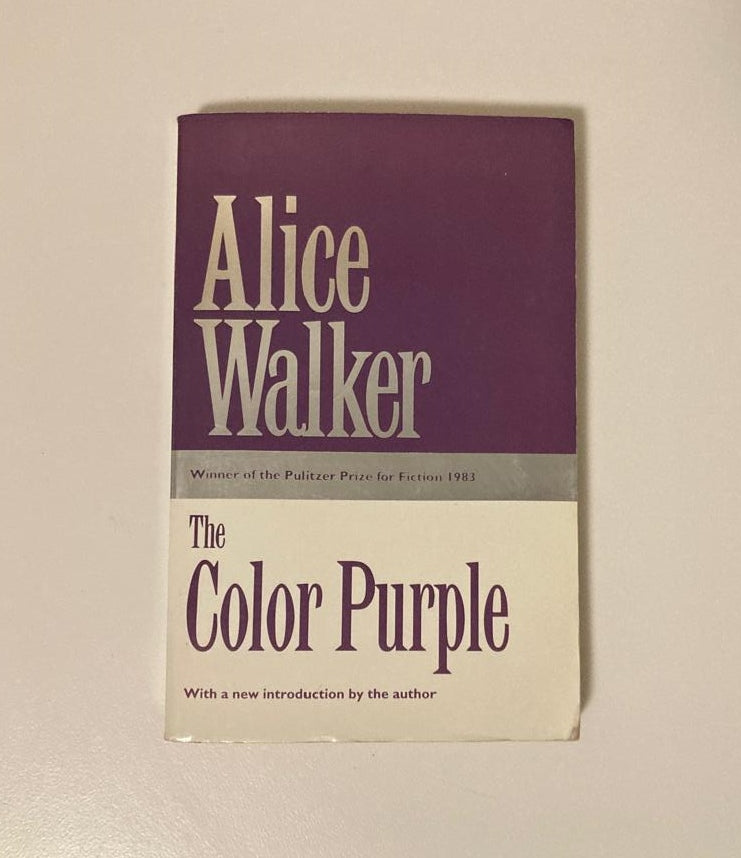 Alice
Walker
Winner of the Pulitzer Prize for Fiction 1983
The
Color Purple
With a new introduction by the author